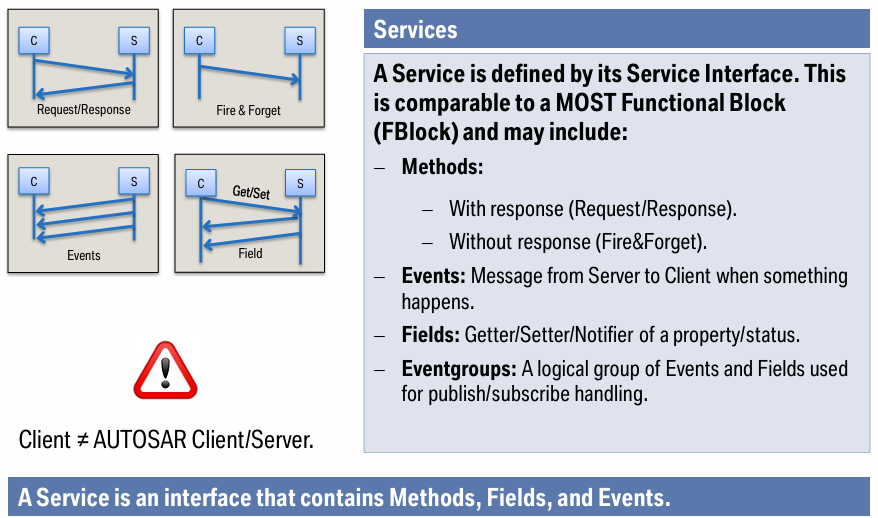 C S
Request/Response
C S
Fire & Forget
C S
Events
C S
Get/Set
Field
Client ≠ AUTOSAR Client/Server.
Services
A Service is defined by its Service Interface. This
is comparable to a MOST Functional Block
(FBlock) and may include:
– Methods:
– With response (Request/Response).
– Without response (Fire&Forget).
– Events: Message from Server to Client when something
happens.
– Fields: Getter/Setter/Notifier of a property/status.
– Eventgroups: A logical group of Events and Fields used
for publish/subscribe handling.
A Service is an interface that contains Methods, Fields, and Events.